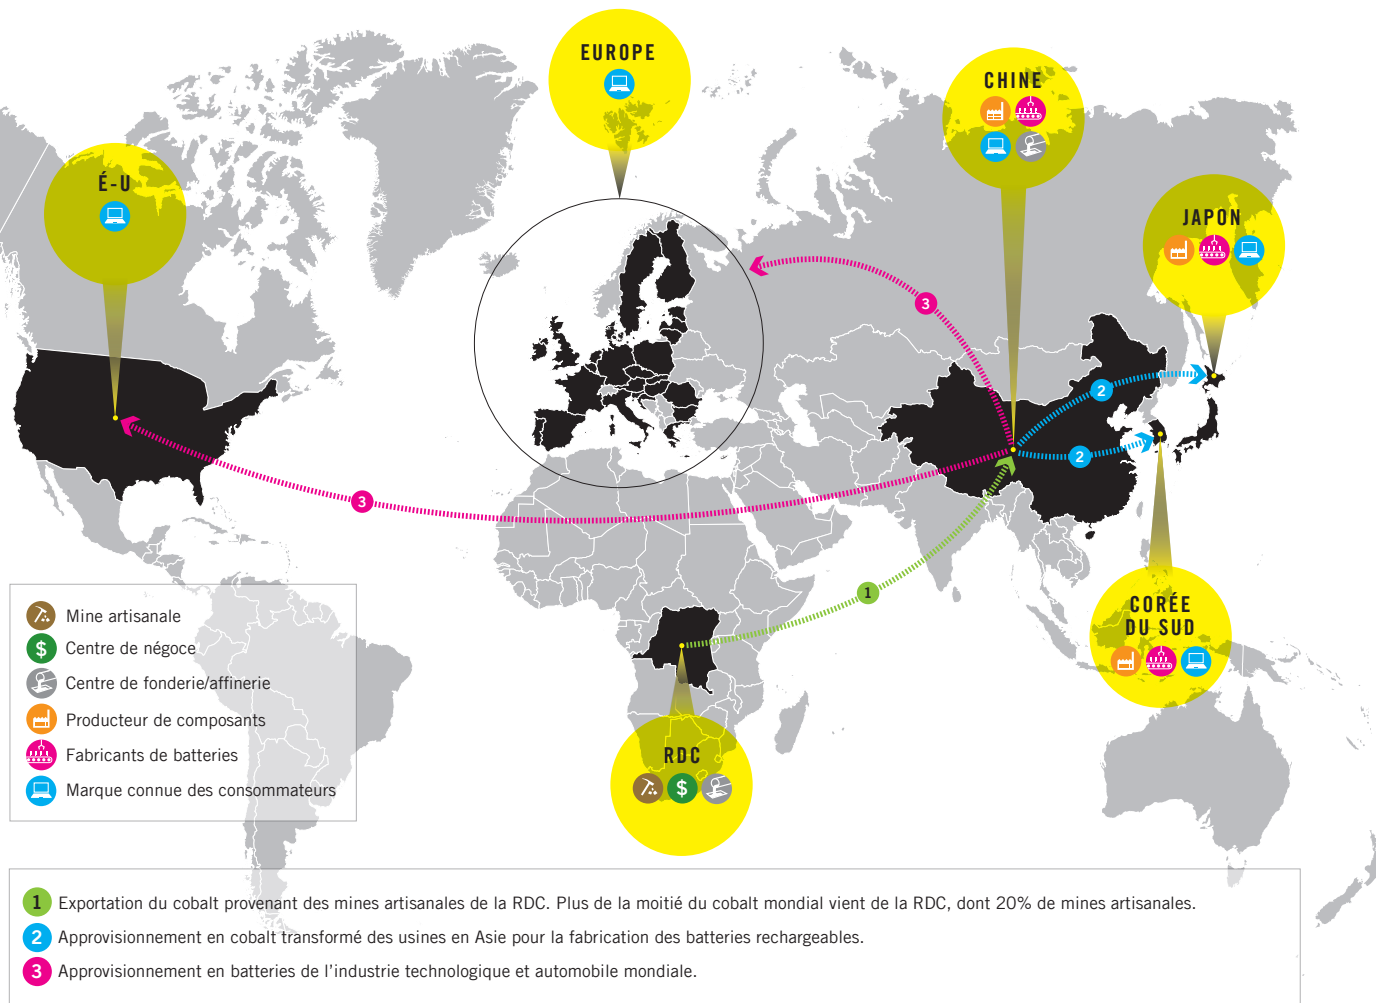 EUROPE
CHINE
É-U
JAPON
3
2
2
3
1
CORÉE
DU SUD
RDC
$
Mine artisanale
$ Centre de négoce
Centre de fonderie/affinerie
Producteur de composants
Fabricants de batteries
Marque connue des consommateurs
1 Exportation du cobalt provenant des mines artisanales de la RDC. Plus de la moitié du cobalt mondial vient de la RDC, dont 20% de mines artisanales.
2 Approvisionnement en cobalt transformé des usines en Asie pour la fabrication des batteries rechargeables.
3 Approvisionnement en batteries de l’industrie technologique et automobile mondiale.